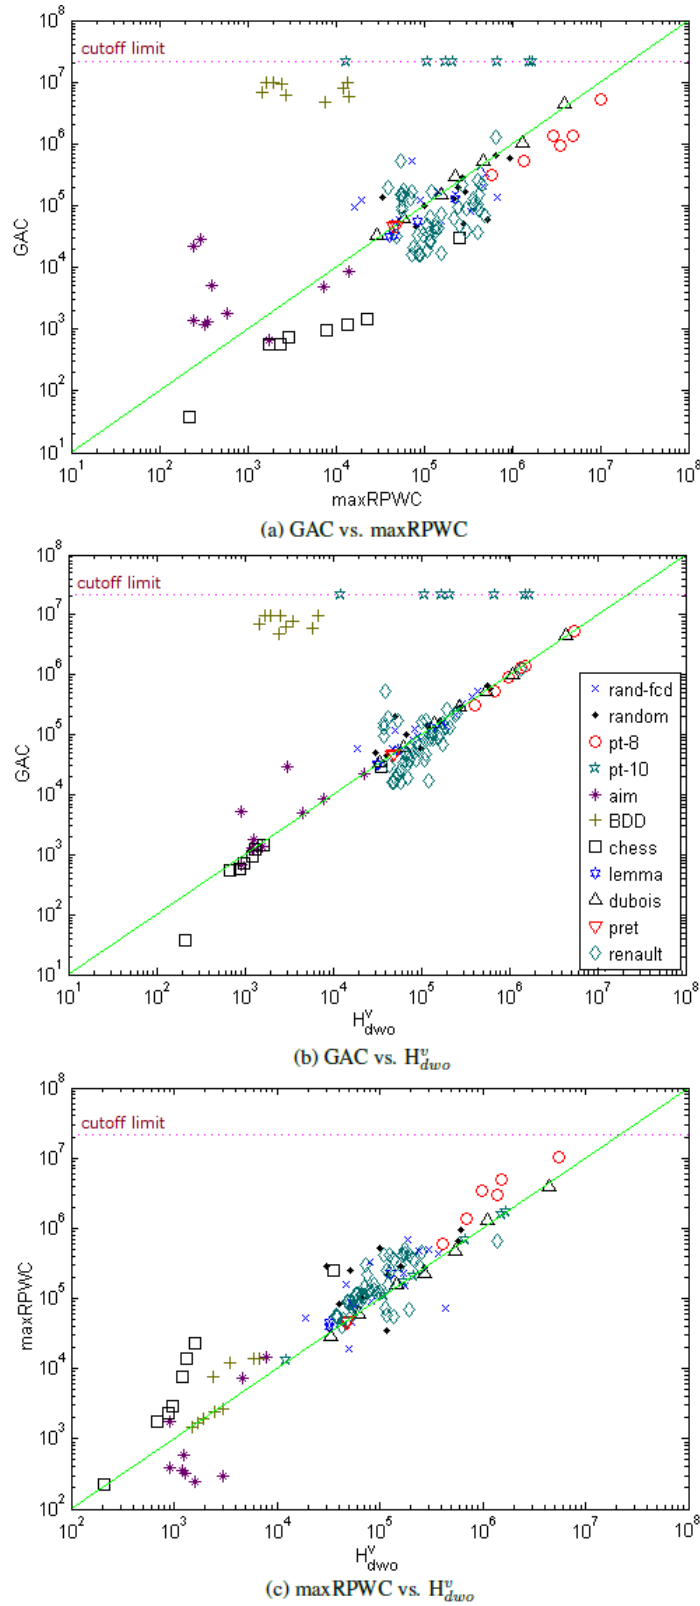 10^8
cutoff limit
10^7
10^6
10^5
GAC
10^4
10^3
10^2
10^1
10^1 10^2 10^3 10^4 10^5 10^6 10^7 10^8
maxRPWC
(a) GAC vs. maxRPWC
10^8
cutoff limit
10^7
10^6
10^5
GAC
10^4
10^3
10^2
10^1
rand-fcd
random
pt-8
pt-10
aim
BDD
chess
lemma
dubois
pret
renault
10^1 10^2 10^3 10^4 10^5 10^6 10^7 10^8
H^v_dwo
(b) GAC vs. H^v_dwo
10^8
cutoff limit
10^7
10^6
10^5
maxRPWC
10^4
10^3
10^2
10^2 10^3 10^4 10^5 10^6 10^7 10^8
H^v_dwo
(c) maxRPWC vs. H^v_dwo